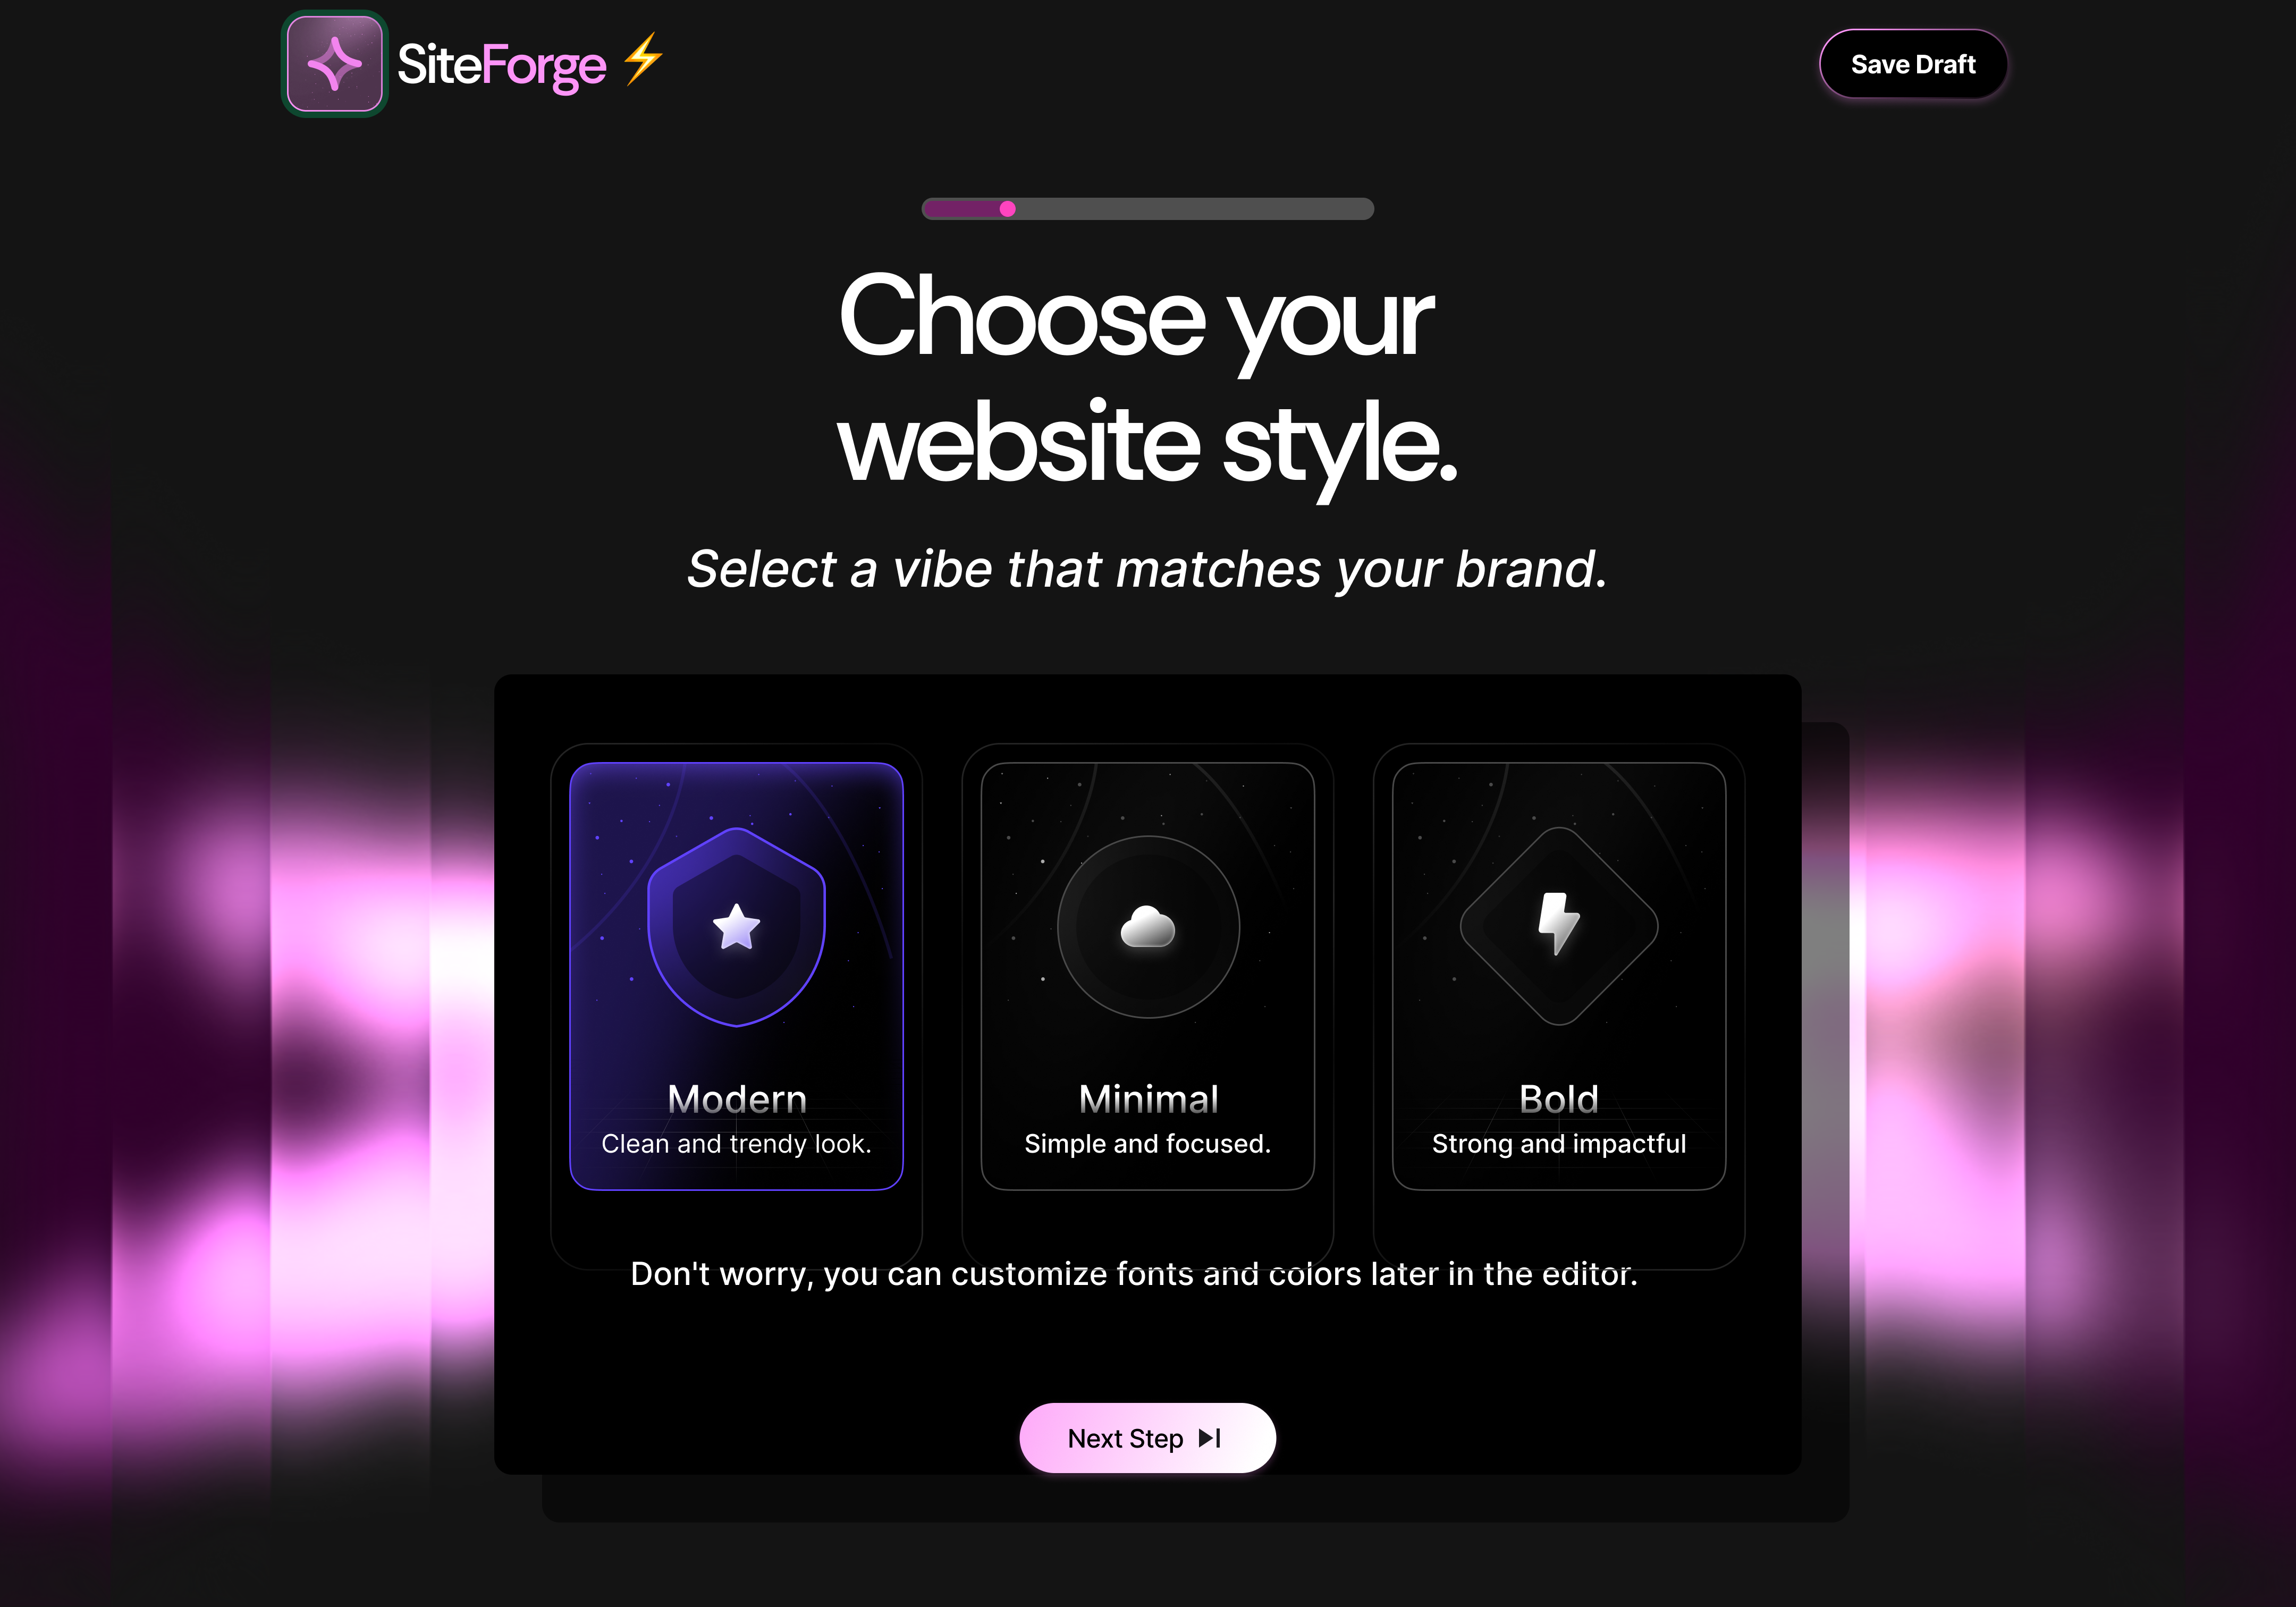 SiteForge ⚡
Save Draft
Choose your
website style.
Select a vibe that matches your brand.
Modern
Clean and trendy look.
Minimal
Simple and focused.
Bold
Strong and impactful
Don't worry, you can customize fonts and colors later in the editor.
Next Step